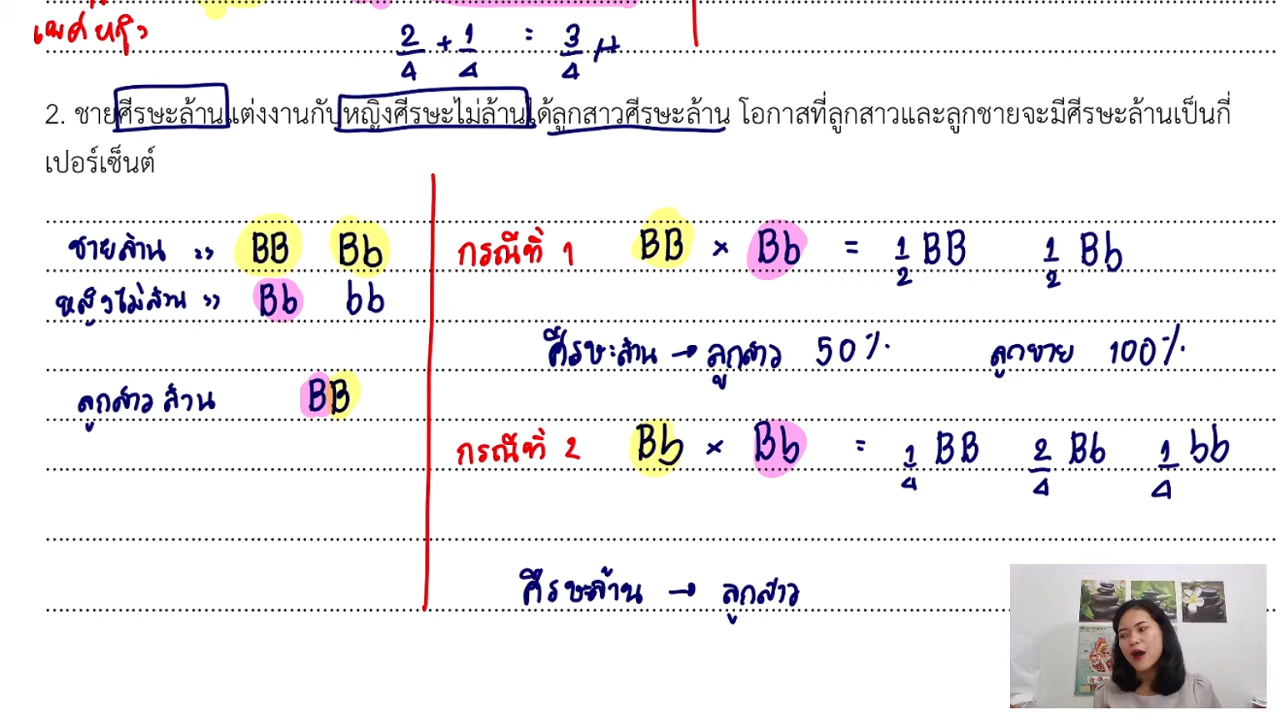 เพศหญิง
2/4 + 1/4 = 3/4
2. ชายศีรษะล้านแต่งงานกับหญิงศีรษะไม่ล้านได้ลูกสาวศีรษะล้าน โอกาสที่ลูกสาวและลูกชายจะมีศีรษะล้านเป็นกี่
เปอร์เซ็นต์
ชายล้าน >> BB Bb
หญิงไม่ล้าน >> Bb bb
ลูกสาว ล้าน BB
กรณีที่ 1 BB × Bb = 1/2 BB 1/2 Bb
ศีรษะล้าน → ลูกสาว 50% ลูกชาย 100%
กรณีที่ 2 Bb × Bb = 1/4 BB 2/4 Bb 1/4 bb
ศีรษะล้าน → ลูกสาว